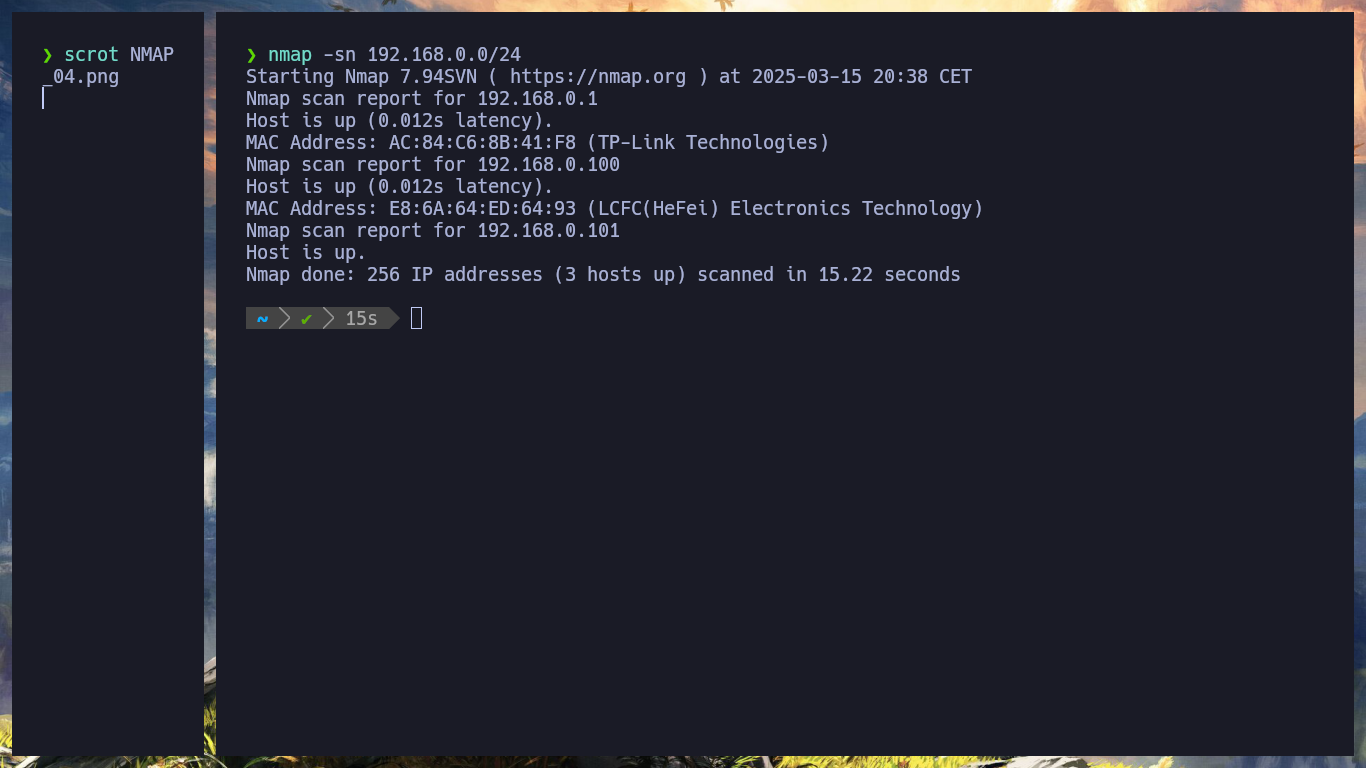 ❯ scrot NMAP
_04.png
❯ nmap -sn 192.168.0.0/24
Starting Nmap 7.94SVN ( https://nmap.org ) at 2025-03-15 20:38 CET
Nmap scan report for 192.168.0.1
Host is up (0.012s latency).
MAC Address: AC:84:C6:8B:41:F8 (TP-Link Technologies)
Nmap scan report for 192.168.0.100
Host is up (0.012s latency).
MAC Address: E8:6A:64:ED:64:93 (LCFC(HeFei) Electronics Technology)
Nmap scan report for 192.168.0.101
Host is up.
Nmap done: 256 IP addresses (3 hosts up) scanned in 15.22 seconds
~ ✔ 15s